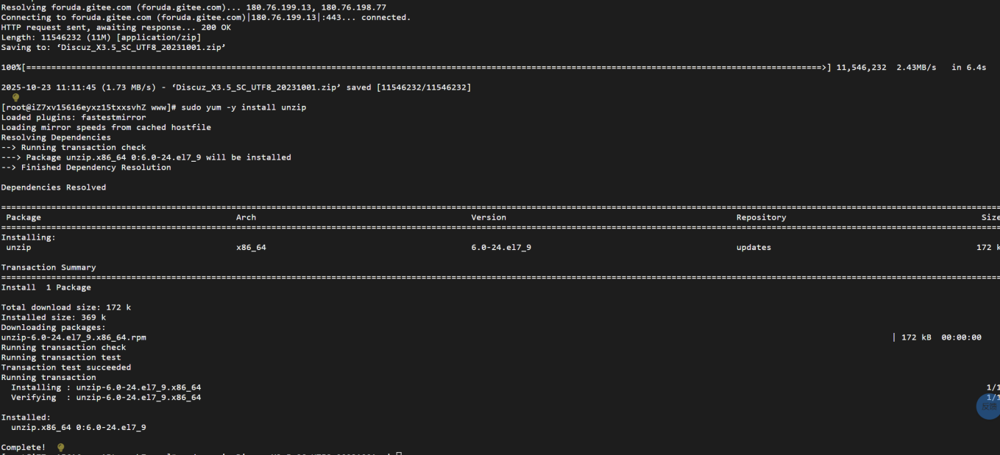 Resolving foruda.gitee.com (foruda.gitee.com)... 180.76.199.13, 180.76.198.77
Connecting to foruda.gitee.com (foruda.gitee.com)|180.76.199.13|:443... connected.
HTTP request sent, awaiting response... 200 OK
Length: 11546232 (11M) [application/zip]
Saving to: ‘Discuz_X3.5_SC_UTF8_20231001.zip’
100%[==============================================================================================================================================================>] 11,546,232  2.43MB/s   in 6.4s
2025-10-23 11:11:45 (1.73 MB/s) - ‘Discuz_X3.5_SC_UTF8_20231001.zip’ saved [11546232/11546232]
[root@iZ7xv15616eyxz15txxsvhZ www]# sudo yum -y install unzip
Loaded plugins: fastestmirror
Loading mirror speeds from cached hostfile
Resolving Dependencies
--> Running transaction check
---> Package unzip.x86_64 0:6.0-24.el7_9 will be installed
--> Finished Dependency Resolution
Dependencies Resolved
Package Arch Version Repository Size
Installing:
unzip x86_64 6.0-24.el7_9 updates 172 k
Transaction Summary
Install  1 Package
Total download size: 172 k
Installed size: 369 k
Downloading packages:
unzip-6.0-24.el7_9.x86_64.rpm | 172 kB  00:00:00
Running transaction check
Running transaction test
Transaction test succeeded
Running transaction
Installing : unzip-6.0-24.el7_9.x86_64 1/1
Verifying  : unzip-6.0-24.el7_9.x86_64 1/1
反馈
Installed:
unzip.x86_64 0:6.0-24.el7_9
Complete!